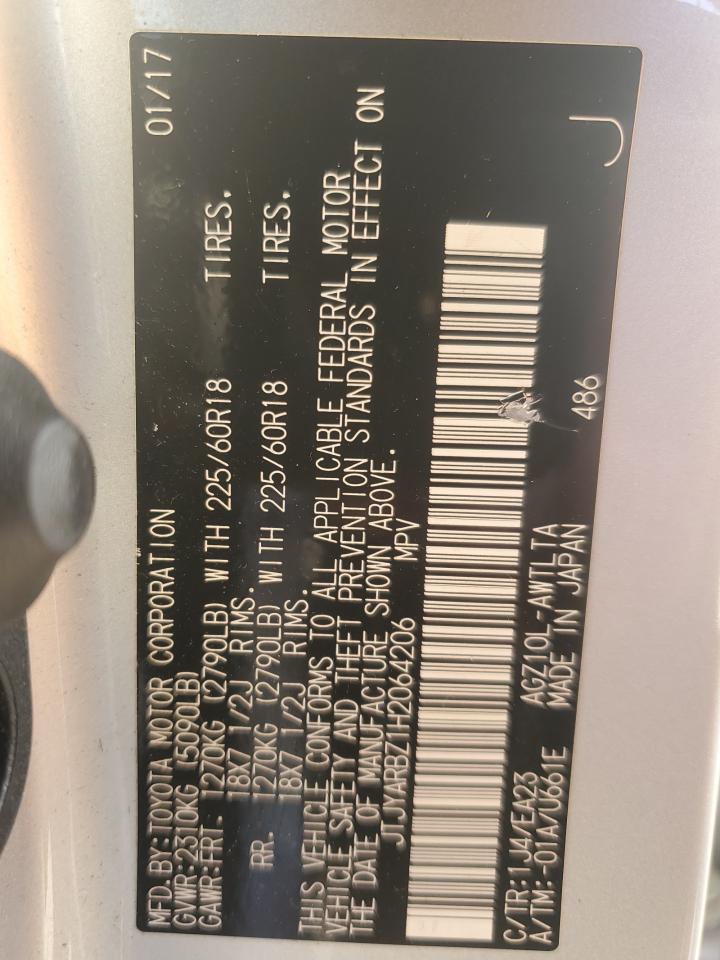 MFD. BY: TOYOTA MOTOR CORPORATION 01/17
GVWR: 2310KG (5090LB)
GAWR: FRT. 1270KG (2790LB) WITH 225/60R18 TIRES.
18X7 1/2J RIMS.
RR. 1270KG (2790LB) WITH 225/60R18 TIRES.
18X7 1/2J RIMS.
THIS VEHICLE CONFORMS TO ALL APPLICABLE FEDERAL MOTOR
VEHICLE SAFETY AND THEFT PREVENTION STANDARDS IN EFFECT ON
THE DATE OF MANUFACTURE SHOWN ABOVE.
JTJYARBZ1H2064206 MPV
C/TR: 1J4/EA23 AGZ10L-AWTLTA 486
A/TM: -01A/U661E MADE IN JAPAN
J